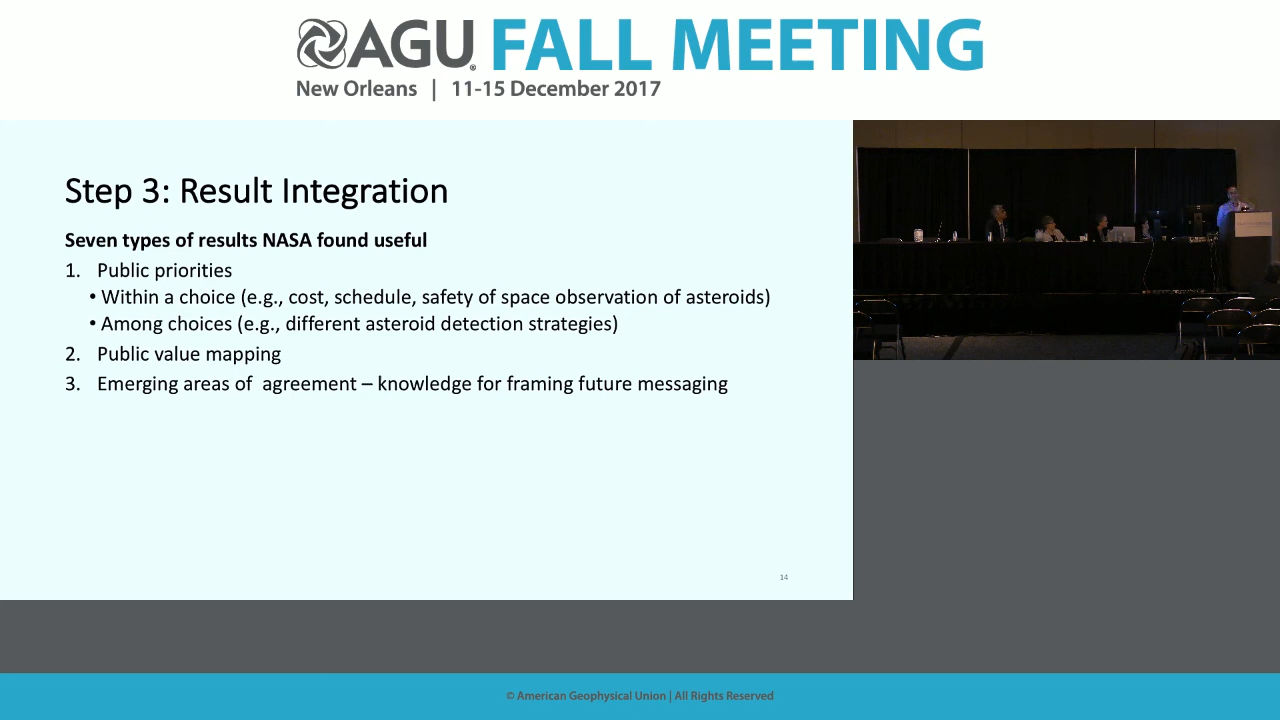 AGU FALL MEETING
New Orleans | 11-15 December 2017
Step 3: Result Integration
Seven types of results NASA found useful
1. Public priorities
• Within a choice (e.g., cost, schedule, safety of space observation of asteroids)
• Among choices (e.g., different asteroid detection strategies)
2. Public value mapping
3. Emerging areas of agreement – knowledge for framing future messaging
14
© American Geophysical Union | All Rights Reserved